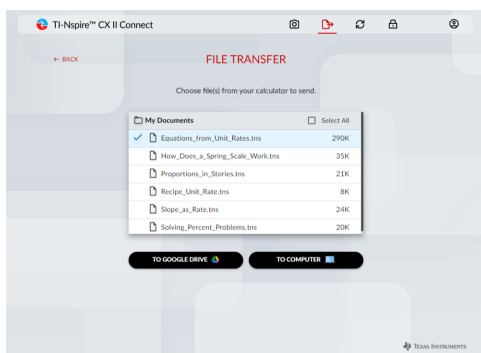 TI-Nspire™ CX II Connect
← BACK
FILE TRANSFER
Choose file(s) from your calculator to send.
My Documents
Select All
Equations_from_Unit_Rates.tns 290K
How_Does_a_Spring_Scale_Work.tns 35K
Proportions_in_Stories.tns 21K
Recipe_Unit_Rate.tns 8K
Slope_as_Rate.tns 24K
Solving_Percent_Problems.tns 20K
TO GOOGLE DRIVE
TO COMPUTER
TEXAS INSTRUMENTS